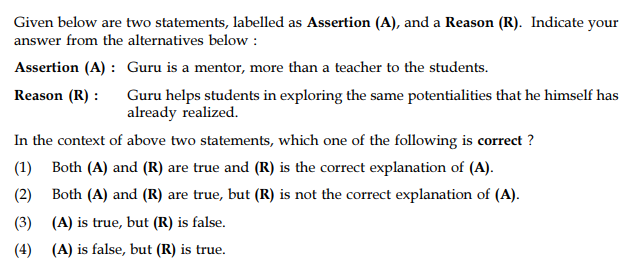 Given below are two statements, labelled as Assertion (A), and a Reason (R). Indicate your
answer from the alternatives below :
Assertion (A) : Guru is a mentor, more than a teacher to the students.
Reason (R) : Guru helps students in exploring the same potentialities that he himself has
already realized.
In the context of above two statements, which one of the following is correct ?
(1) Both (A) and (R) are true and (R) is the correct explanation of (A).
(2) Both (A) and (R) are true, but (R) is not the correct explanation of (A).
(3) (A) is true, but (R) is false.
(4) (A) is false, but (R) is true.